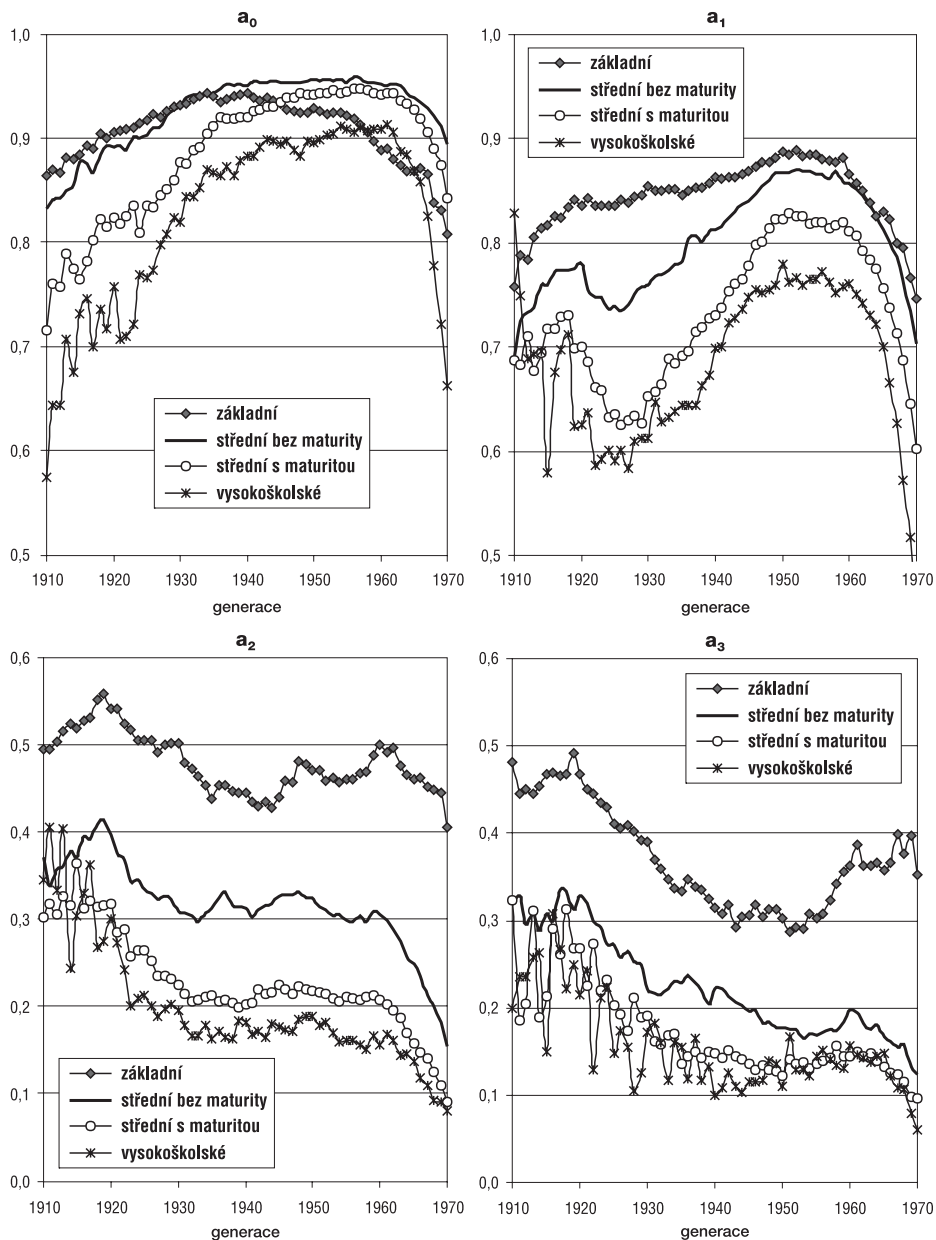 a0
1,0
0,9
0,8
0,7
0,6
0,5
základní
střední bez maturity
střední s maturitou
vysokoškolské
1910 1920 1930 1940 1950 1960 1970
generace
a1
1,0
0,9
0,8
0,7
0,6
0,5
základní
střední bez maturity
střední s maturitou
vysokoškolské
1910 1920 1930 1940 1950 1960 1970
generace
a2
0,6
0,5
0,4
0,3
0,2
0,1
0,0
základní
střední bez maturity
střední s maturitou
vysokoškolské
1910 1920 1930 1940 1950 1960 1970
generace
a3
0,6
0,5
0,4
0,3
0,2
0,1
0,0
základní
střední bez maturity
střední s maturitou
vysokoškolské
1910 1920 1930 1940 1950 1960 1970
generace